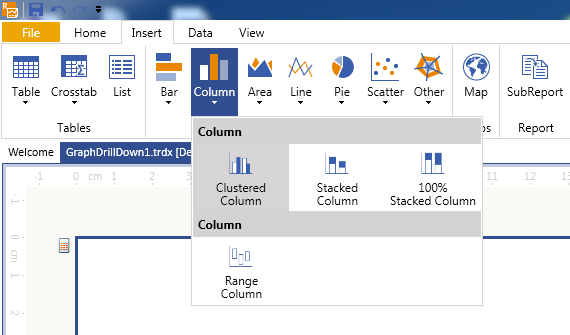 File Home Insert Data View
Table Crosstab List Bar Column Area Line Pie Scatter Other Map SubReport
Tables Report
Column
Welcome GraphDrillDown1.trdx [De
Clustered Column
Stacked Column
100% Stacked Column
-1 0 cm 1 2 3 12 13
Column
Range Column
-1
0 cm
1
2